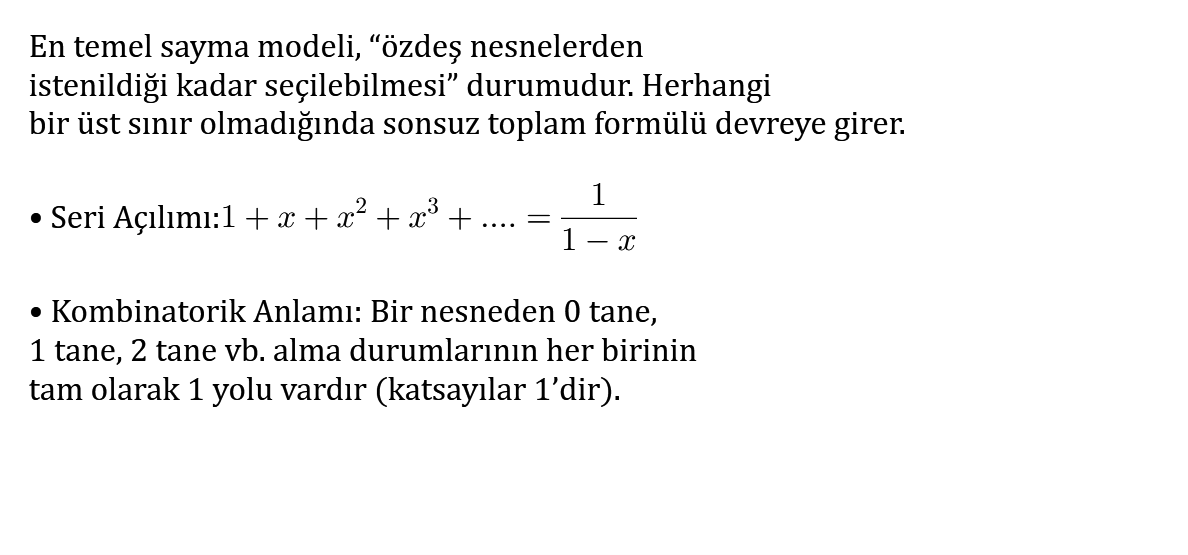 En temel sayma modeli, “özdeş nesnelerden
istenildiği kadar seçilebilmesi” durumudur. Herhangi
bir üst sınır olmadığında sonsuz toplam formülü devreye girer.
• Seri Açılımı:1 + x + x² + x³ + .... = 1/(1 − x)
• Kombinatorik Anlamı: Bir nesneden 0 tane,
1 tane, 2 tane vb. alma durumlarının her birinin
tam olarak 1 yolu vardır (katsayılar 1’dir).